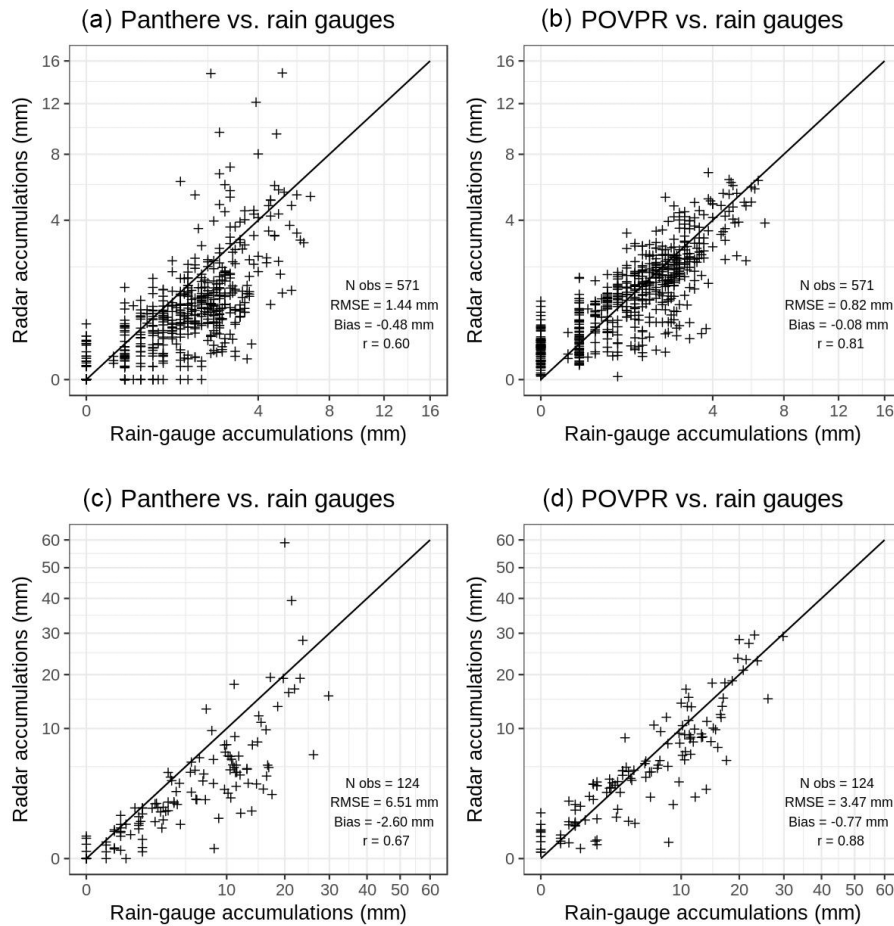 (a) Panthere vs. rain gauges
Radar accumulations (mm)
16
12
8
4
0
N obs = 571
RMSE = 1.44 mm
Bias = -0.48 mm
r = 0.60
0 4 8 12 16
Rain-gauge accumulations (mm)
(b) POVPR vs. rain gauges
Radar accumulations (mm)
16
12
8
4
0
N obs = 571
RMSE = 0.82 mm
Bias = -0.08 mm
r = 0.81
0 4 8 12 16
Rain-gauge accumulations (mm)
(c) Panthere vs. rain gauges
Radar accumulations (mm)
60
50
40
30
20
10
0
N obs = 124
RMSE = 6.51 mm
Bias = -2.60 mm
r = 0.67
0 10 20 30 40 50 60
Rain-gauge accumulations (mm)
(d) POVPR vs. rain gauges
Radar accumulations (mm)
60
50
40
30
20
10
0
N obs = 124
RMSE = 3.47 mm
Bias = -0.77 mm
r = 0.88
0 10 20 30 40 50 60
Rain-gauge accumulations (mm)